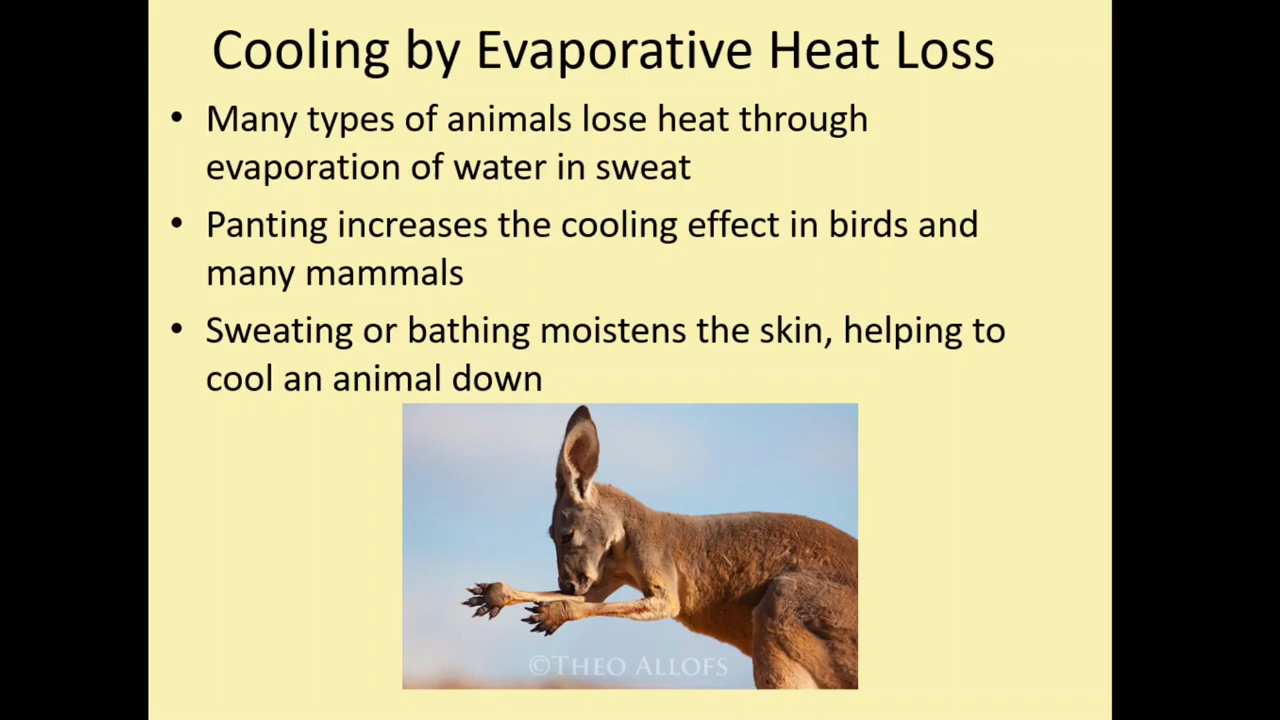 Cooling by Evaporative Heat Loss
• Many types of animals lose heat through
evaporation of water in sweat
• Panting increases the cooling effect in birds and
many mammals
• Sweating or bathing moistens the skin, helping to
cool an animal down
©THEO ALLOFS